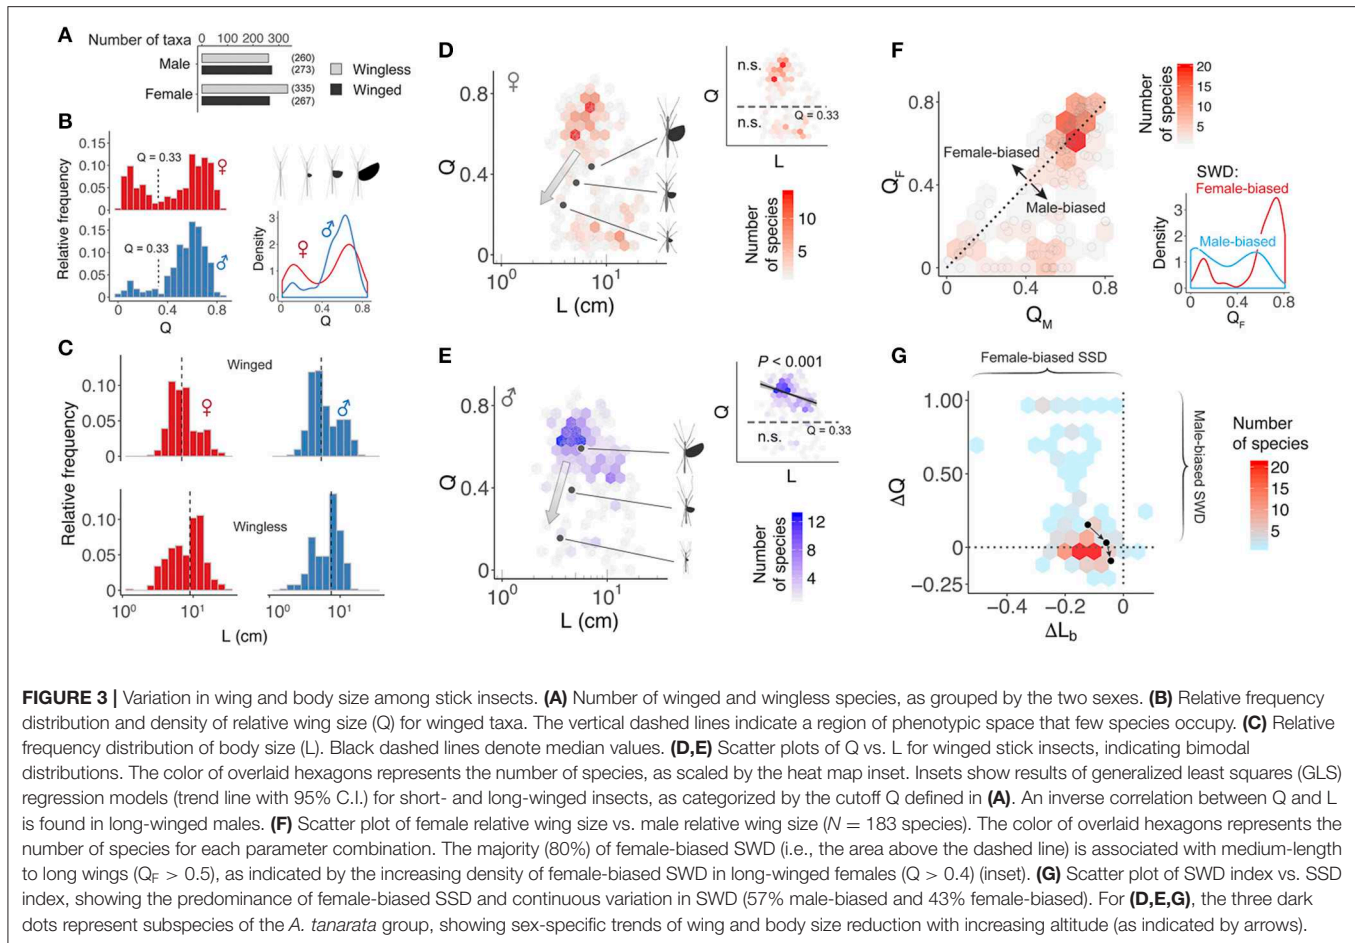 A
Number of taxa 0 100 200 300
Male (260)
(273)
Female (335)
(267)
Wingless
Winged
B
Relative frequency
0.15
0.10
0.05
0
Q = 0.33
♀
0.15
0.10
0.05
0
Q = 0.33
♂
0 0.4 0.8
Q
Density
3
2
1
0
♀
♂
0 0.4 0.8
Q
C
Relative frequency
Winged
0.10
0.05
0
♀
♂
Wingless
0.10
0.05
0
10⁰ 10¹
10⁰ 10¹
L (cm)
D
♀
Q
0.8
0.4
0
10⁰ 10¹
L (cm)
Q
n.s.
Q = 0.33
n.s.
L
Number
of species
10
5
E
♂
Q
0.8
0.4
0
10⁰ 10¹
L (cm)
P < 0.001
Q
Q = 0.33
n.s.
L
Number
of species
12
8
4
F
Q_F
0.8
0.4
0
Female-biased
Male-biased
0 0.4 0.8
Q_M
Number
of species
20
15
10
5
SWD:
Female-biased
Male-biased
Density
3
2
1
0
0 0.4 0.8
Q_F
G
Female-biased SSD
Male-biased SWD
ΔQ
1.00
0.50
0
−0.25
−0.4 −0.2 0
ΔL_b
Number
of species
20
15
10
5
FIGURE 3 | Variation in wing and body size among stick insects. (A) Number of winged and wingless species, as grouped by the two sexes. (B) Relative frequency
distribution and density of relative wing size (Q) for winged taxa. The vertical dashed lines indicate a region of phenotypic space that few species occupy. (C) Relative
frequency distribution of body size (L). Black dashed lines denote median values. (D,E) Scatter plots of Q vs. L for winged stick insects, indicating bimodal
distributions. The color of overlaid hexagons represents the number of species, as scaled by the heat map inset. Insets show results of generalized least squares (GLS)
regression models (trend line with 95% C.I.) for short- and long-winged insects, as categorized by the cutoff Q defined in (A). An inverse correlation between Q and L
is found in long-winged males. (F) Scatter plot of female relative wing size vs. male relative wing size (N = 183 species). The color of overlaid hexagons represents the
number of species for each parameter combination. The majority (80%) of female-biased SWD (i.e., the area above the dashed line) is associated with medium-length
to long wings (Q_F > 0.5), as indicated by the increasing density of female-biased SWD in long-winged females (Q > 0.4) (inset). (G) Scatter plot of SWD index vs. SSD
index, showing the predominance of female-biased SSD and continuous variation in SWD (57% male-biased and 43% female-biased). For (D,E,G), the three dark
dots represent subspecies of the A. tanarata group, showing sex-specific trends of wing and body size reduction with increasing altitude (as indicated by arrows).